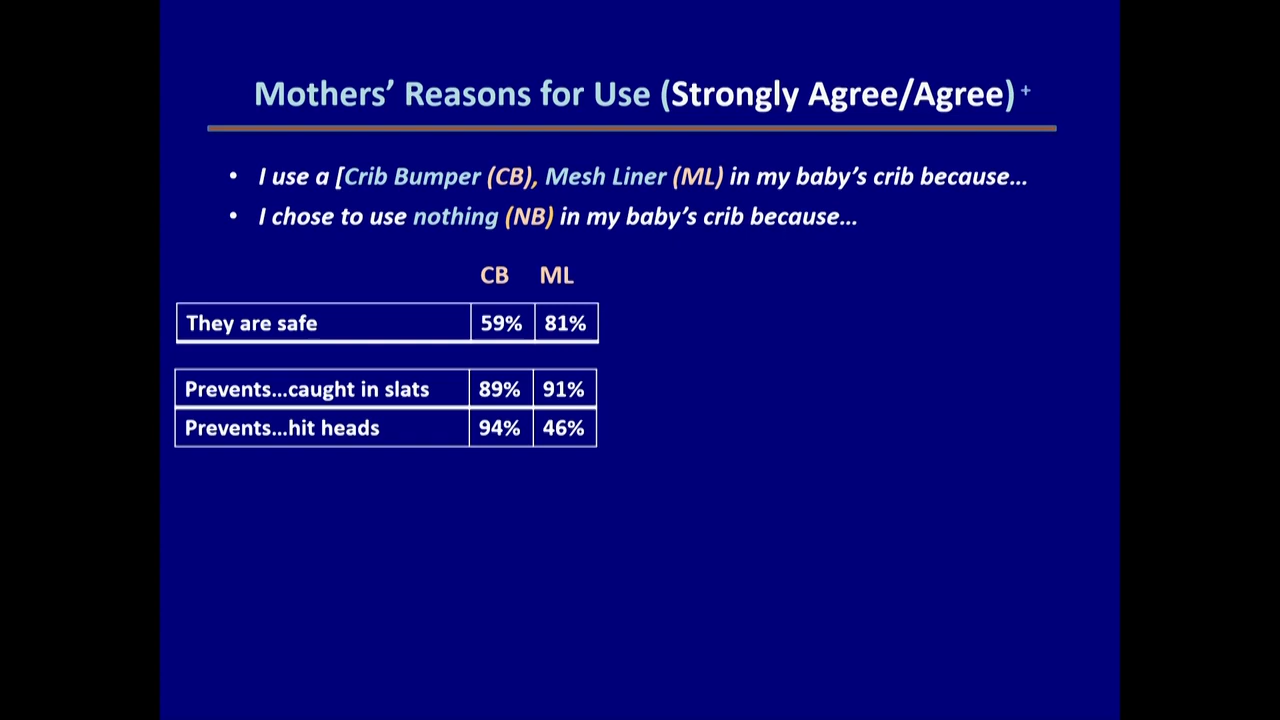 Mothers’ Reasons for Use (Strongly Agree/Agree) +
• I use a [Crib Bumper (CB), Mesh Liner (ML) in my baby’s crib because…
• I chose to use nothing (NB) in my baby’s crib because…
CB ML
They are safe 59% 81%
Prevents…caught in slats 89% 91%
Prevents…hit heads 94% 46%